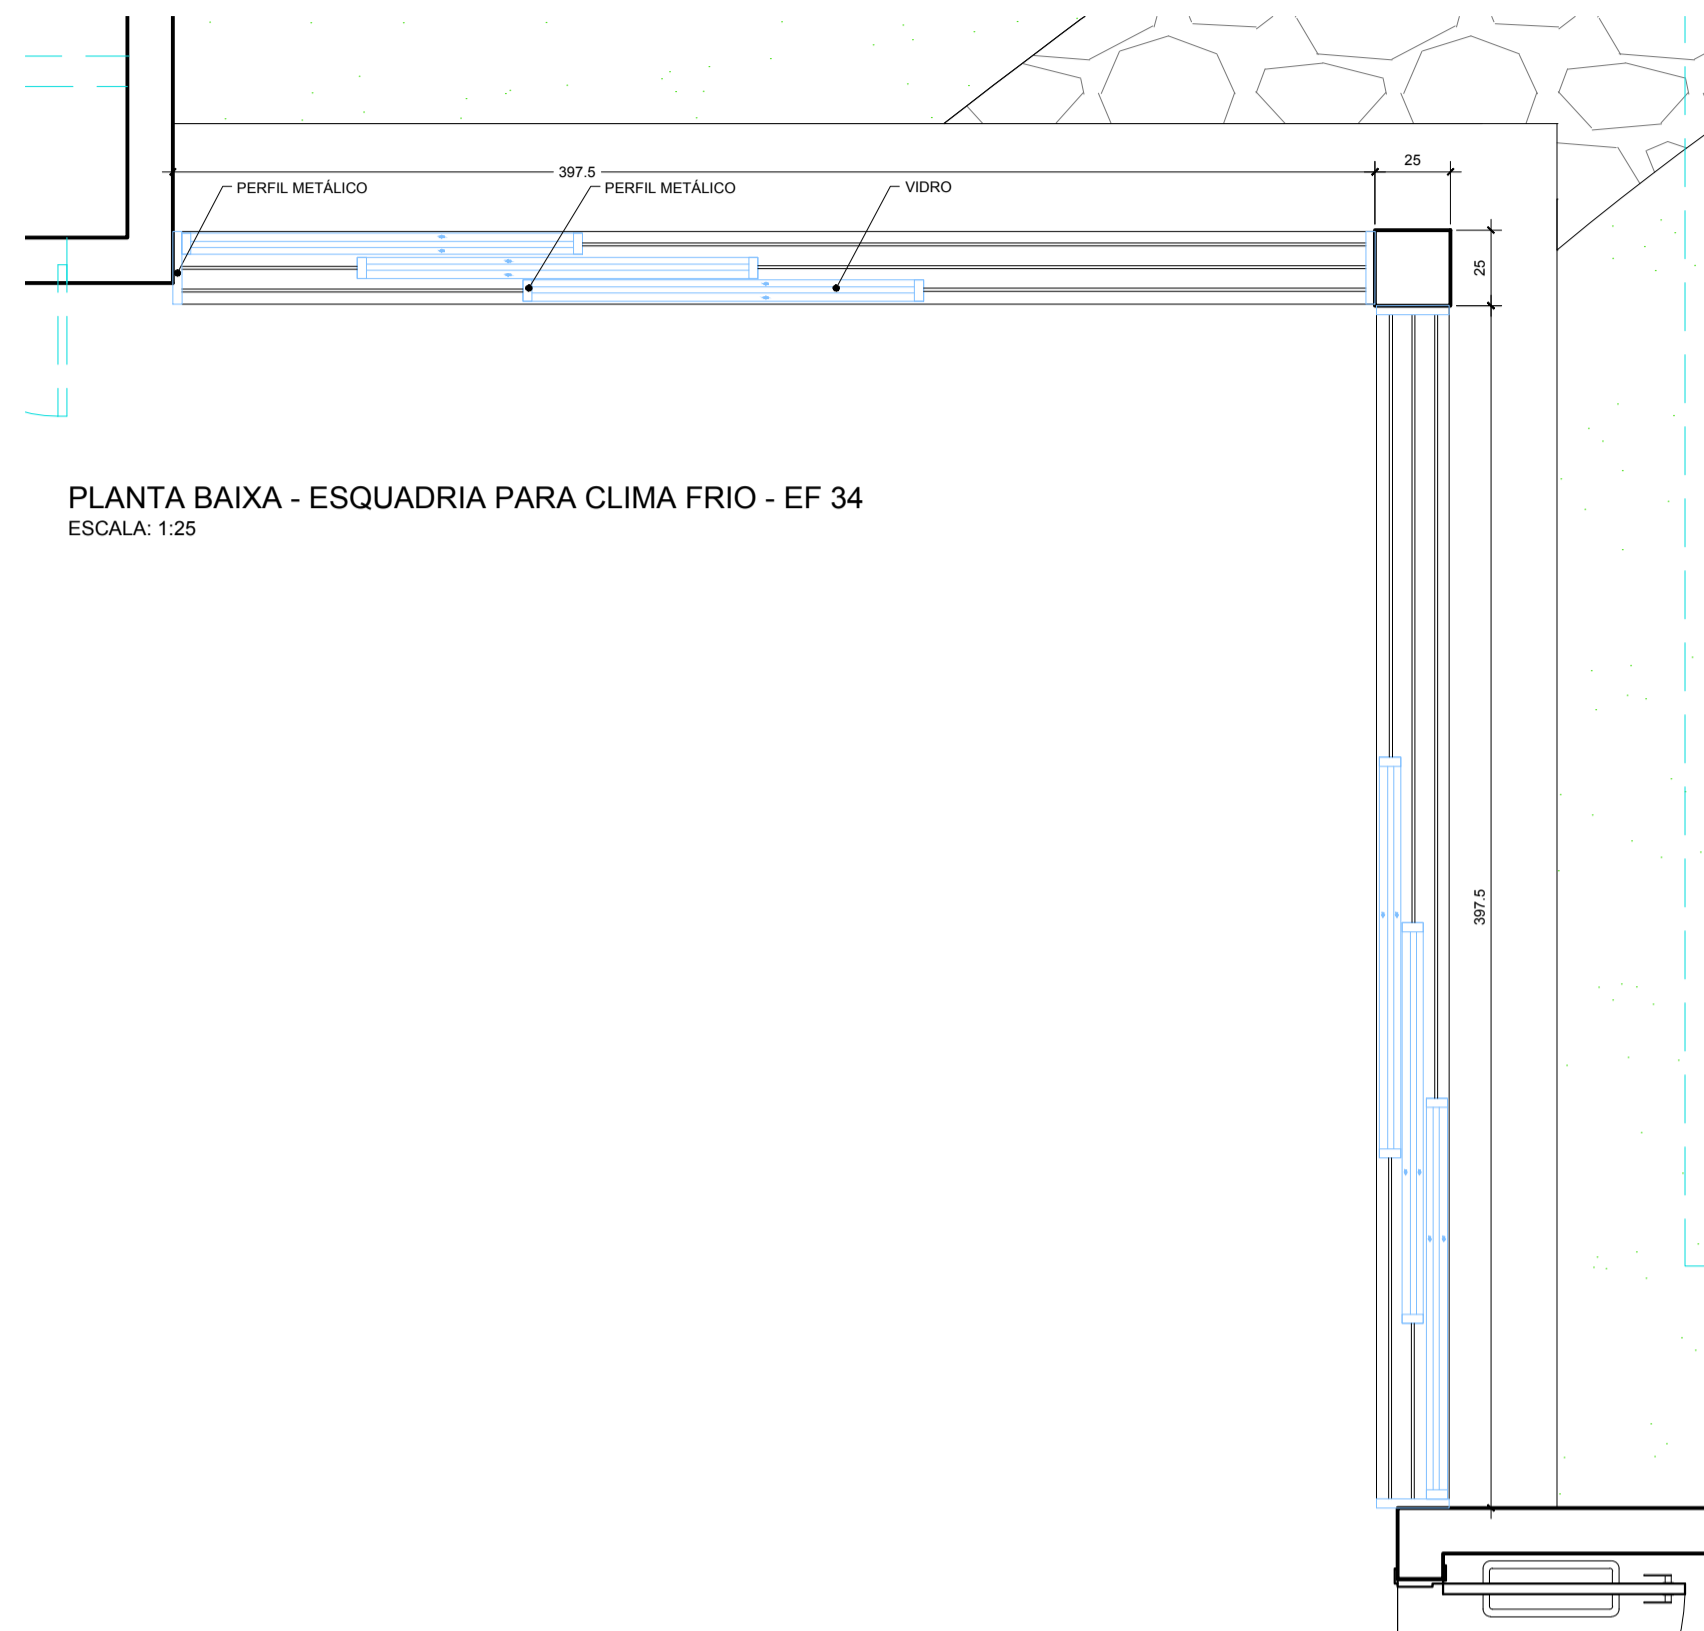 25
397.5
PERFIL METÁLICO
PERFIL METÁLICO
VIDRO
25
PLANTA BAIXA - ESQUADRIA PARA CLIMA FRIO - EF 34
ESCALA: 1:25
397.5